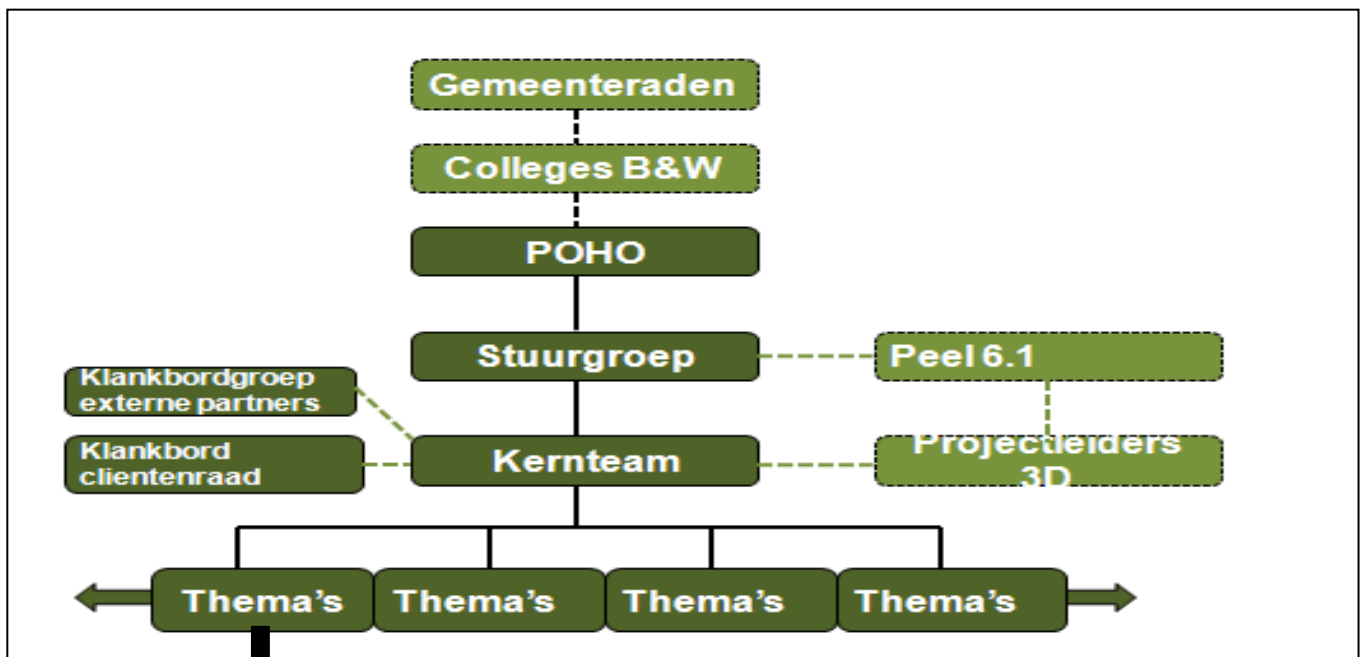 Gemeenteraden
Colleges B&W
POHO
Stuurgroep
Peel 6.1
Klankbordgroep
externe partners
Klankbord
clientenraad
Kernteam
Projectleiders
3D
Thema's
Thema's
Thema's
Thema's